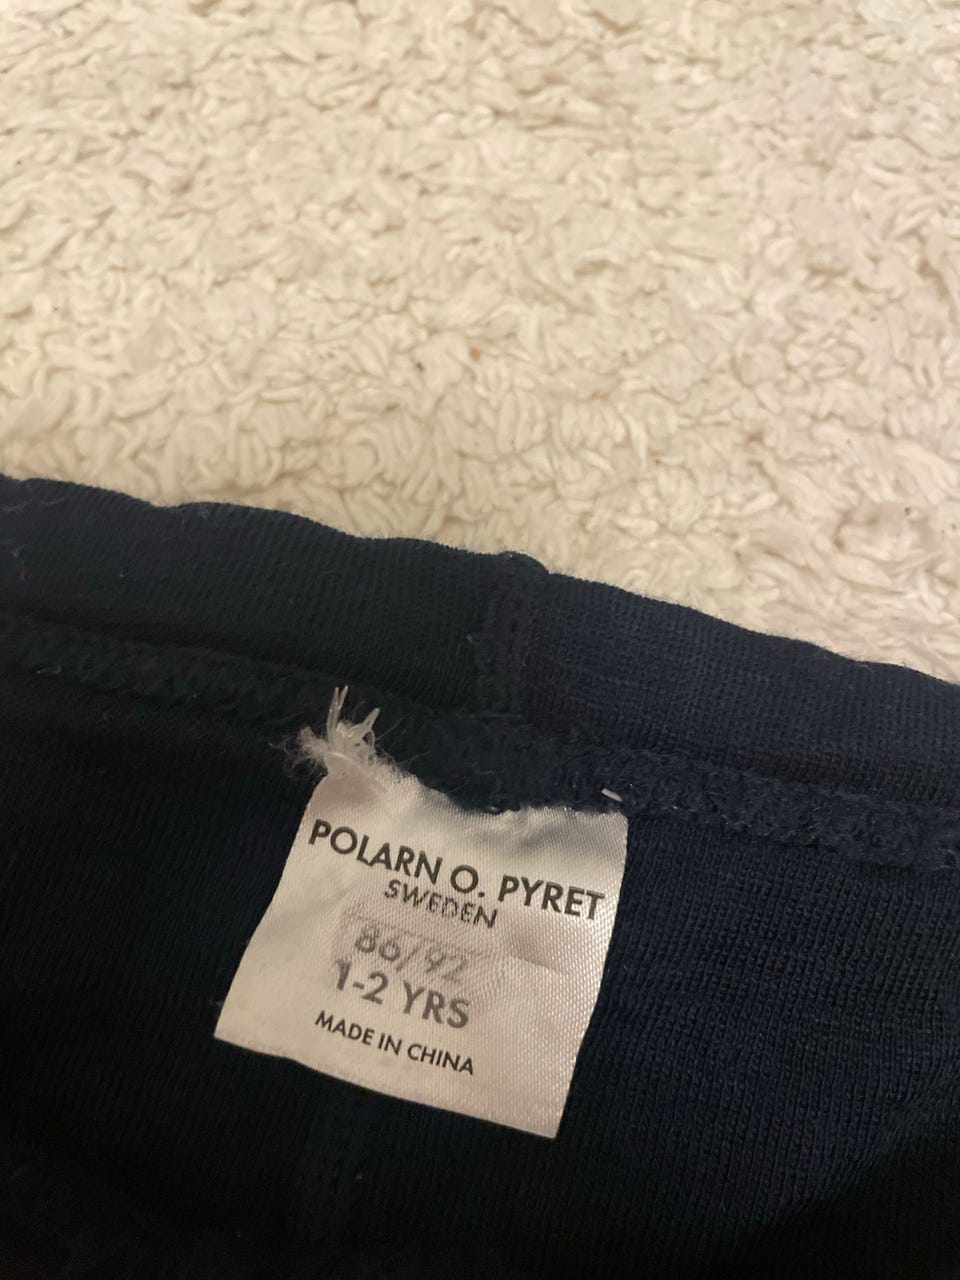 POLARN O. PYRET
SWEDEN
86/92
1-2 YRS
MADE IN CHINA